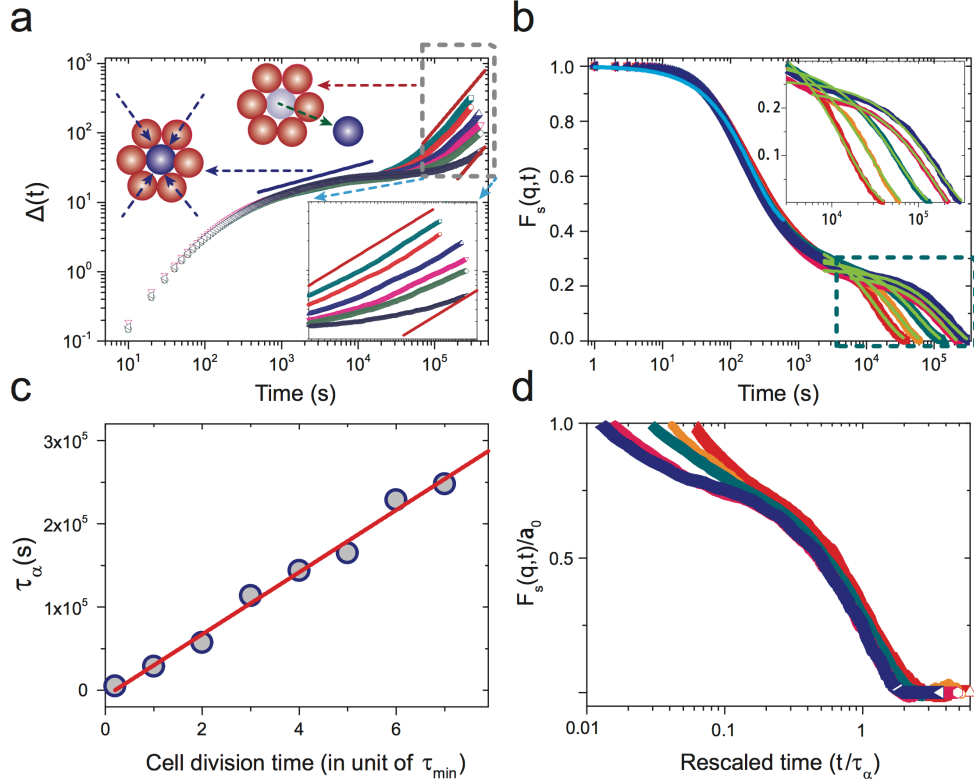 a
10³
10²
10¹
10⁰
10⁻¹
Δ(t)
10¹ 10² 10³ 10⁴ 10⁵
Time (s)
b
1.0
0.8
0.6
0.4
0.2
0.0
F_s(q,t)
0.2
0.1
10⁴ 10⁵
1 10¹ 10² 10³ 10⁴ 10⁵
Time (s)
c
3x10⁵
2x10⁵
1x10⁵
0
τ_α(s)
0 2 4 6
Cell division time (in unit of τ_min)
d
1.0
0.5
0.0
F_s(q,t)/a_0
0.01 0.1 1
Rescaled time (t/τ_α)